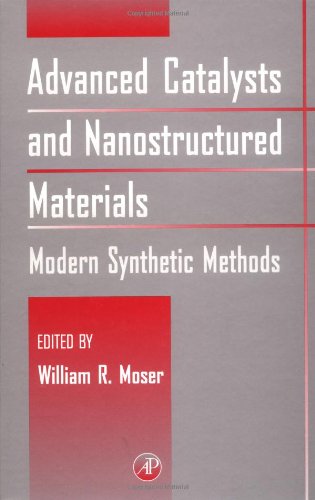 Advanced Catalysts
and Nanostructured
Materials
Modern Synthetic Methods
EDITED BY
William R. Moser
AP